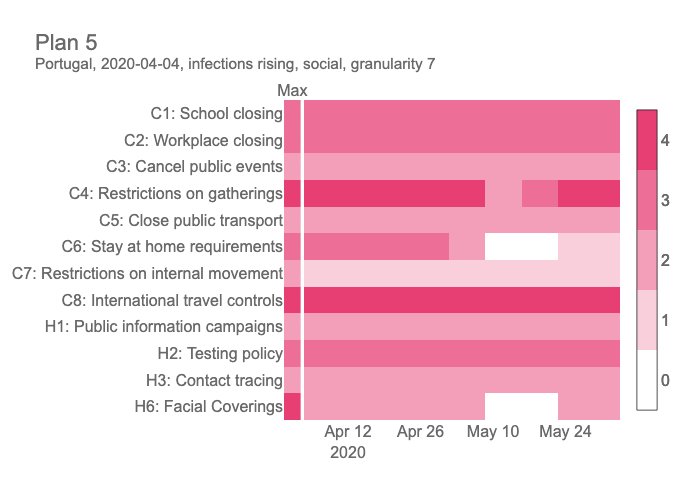 Plan 5
Portugal, 2020-04-04, infections rising, social, granularity 7
Max
C1: School closing
C2: Workplace closing
C3: Cancel public events
C4: Restrictions on gatherings
C5: Close public transport
C6: Stay at home requirements
C7: Restrictions on internal movement
C8: International travel controls
H1: Public information campaigns
H2: Testing policy
H3: Contact tracing
H6: Facial Coverings
Apr 12 Apr 26 May 10 May 24
2020
4
3
2
1
0